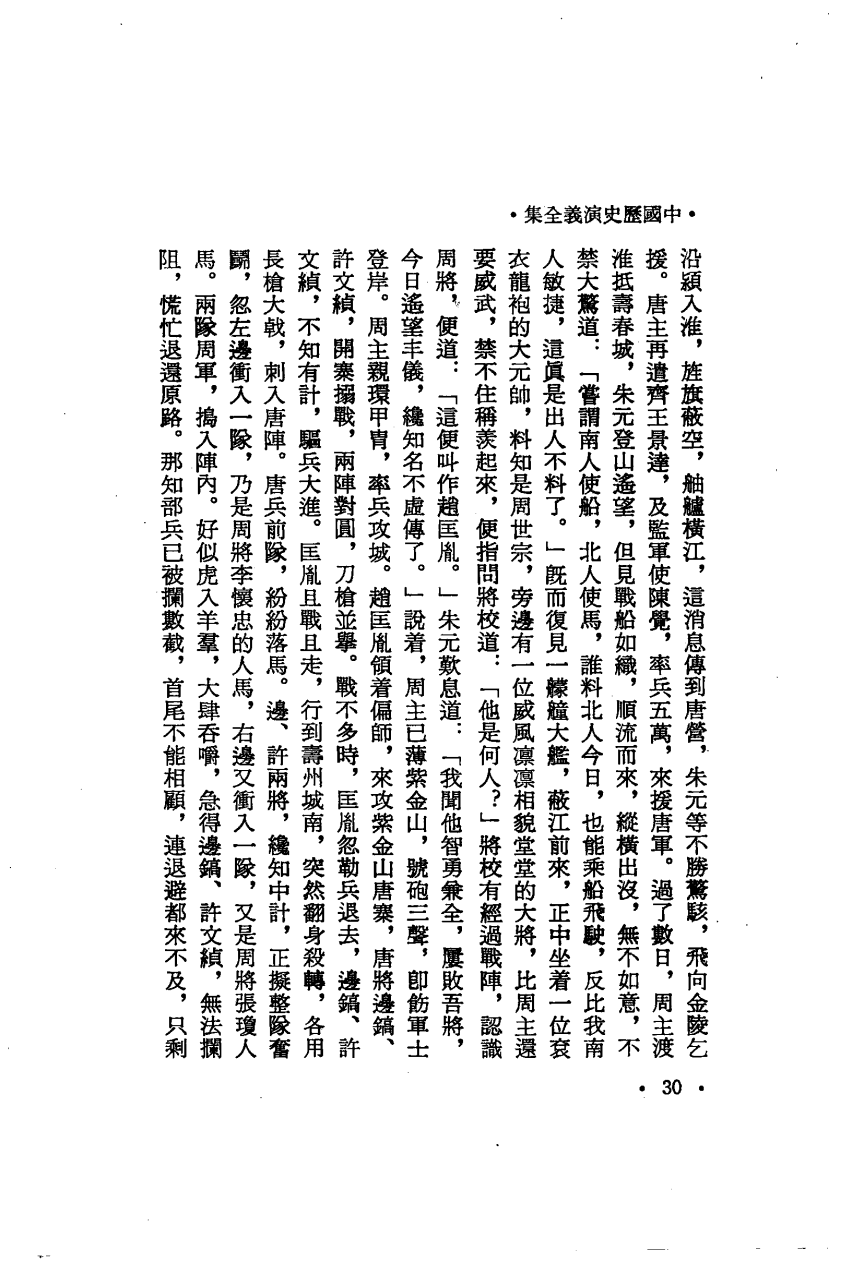 •中國歷史演義全集•
沿潁入淮，旌旗蔽空，舳艫橫江，這消息傳到唐營，朱元等不勝驚駭，飛向金陵乞
援。唐主再遣齊王景達，及監軍使陳覺，率兵五萬，來援唐軍。過了數日，周主渡
淮抵壽春城，朱元登山遙望，但見戰船如織，順流而來，縱橫出沒，無不如意，不
禁大驚道：「嘗謂南人使船，北人使馬，誰料北人今日，也能乘船飛駛，反比我南
人敏捷，這眞是出人不料了。」旣而復見一艨艟大艦，蔽江前來，正中坐着一位袞
衣龍袍的大元帥，料知是周世宗，旁邊有一位威風凜凜相貌堂堂的大將，比周主還
要威武，禁不住稱羨起來，便指問將校道：「他是何人？」將校有經過戰陣，認識
周將，便道：「這便叫作趙匡胤。」朱元歎息道：「我聞他智勇兼全，屢敗吾將，
今日遙望丰儀，纔知名不虛傳了。」說着，周主已薄紫金山，號砲三聲，卽飭軍士
登岸。周主親環甲冑，率兵攻城。趙匡胤領着偏師，來攻紫金山唐寨，唐將邊鎬、
許文縝，開寨搦戰，兩陣對圓，刀槍並舉。戰不多時，匡胤忽勒兵退去，邊鎬、許
文縝，不知有計，驅兵大進。匡胤且戰且走，行到壽州城南，突然翻身殺轉，各用
長槍大戟，刺入唐陣。唐兵前隊，紛紛落馬。邊、許兩將，纔知中計，正擬整隊奮
鬭，忽左邊衝入一隊，乃是周將李懷忠的人馬，右邊又衝入一隊，又是周將張瓊人
馬。兩隊周軍，搗入陣內。好似虎入羊羣，大肆吞嚼，急得邊鎬、許文縝，無法攔
阻，慌忙退還原路。那知部兵已被攔數截，首尾不能相顧，連退避都來不及，只剩
• 30 •